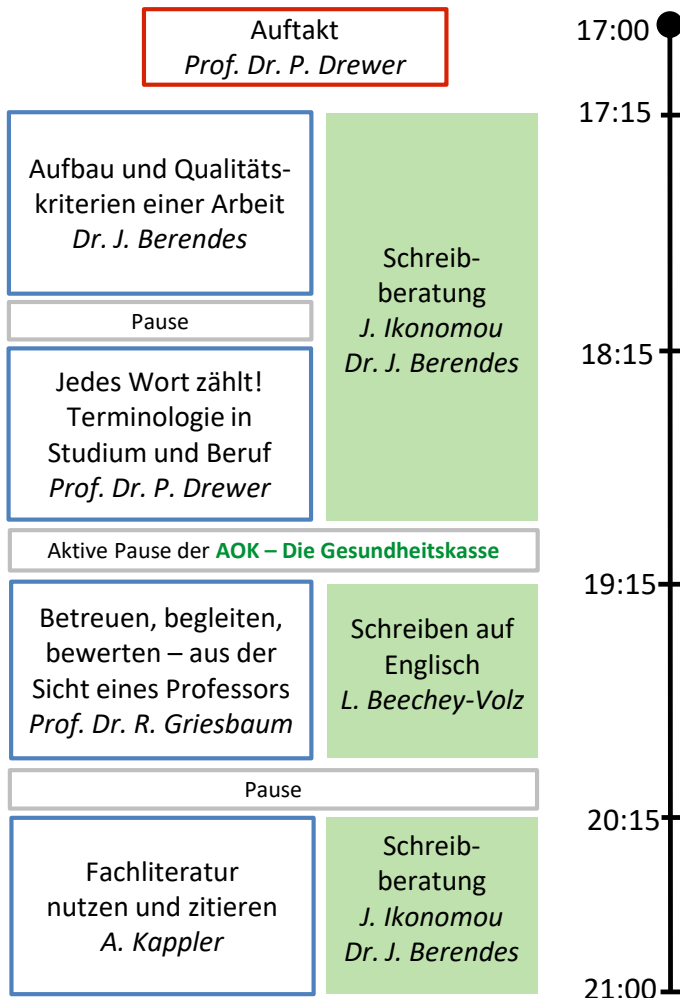 Auftakt
Prof. Dr. P. Drewer
17:00
17:15
Aufbau und Qualitäts-
kriterien einer Arbeit
Dr. J. Berendes
Schreib-
beratung
J. Ikonomou
Dr. J. Berendes
Pause
18:15
Jedes Wort zählt!
Terminologie in
Studium und Beruf
Prof. Dr. P. Drewer
Aktive Pause der AOK – Die Gesundheitskasse
19:15
Betreuen, begleiten,
bewerten – aus der
Sicht eines Professors
Prof. Dr. R. Griesbaum
Schreiben auf
Englisch
L. Beechey-Volz
Pause
20:15
Fachliteratur
nutzen und zitieren
A. Kappler
Schreib-
beratung
J. Ikonomou
Dr. J. Berendes
21:00